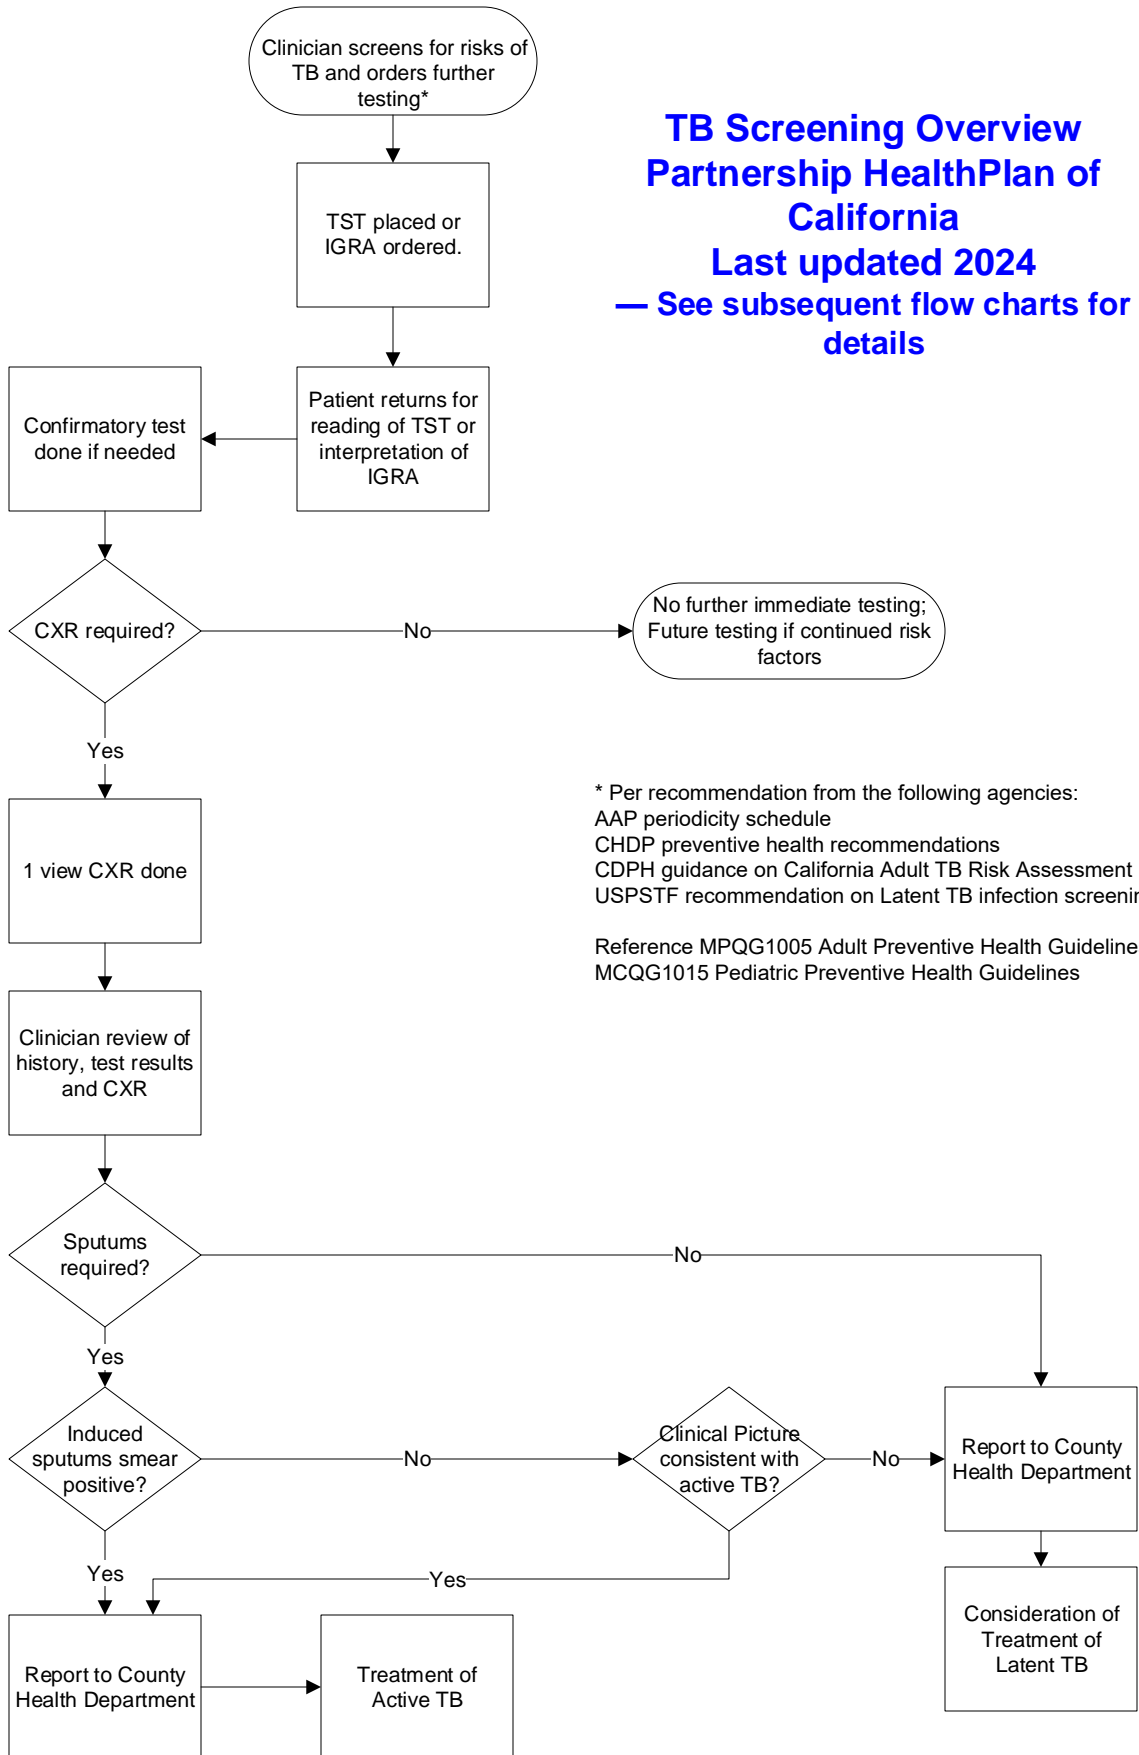 Clinician screens for risks of
TB and orders further
testing*
TB Screening Overview
Partnership HealthPlan of
California
Last updated 2024
— See subsequent flow charts for
details
TST placed or
IGRA ordered.
Patient returns for
reading of TST or
interpretation of
IGRA
Confirmatory test
done if needed
CXR required?
No
No further immediate testing;
Future testing if continued risk
factors
Yes
1 view CXR done
* Per recommendation from the following agencies:
AAP periodicity schedule
CHDP preventive health recommendations
CDPH guidance on California Adult TB Risk Assessment
USPSTF recommendation on Latent TB infection
Reference MPQG1005 Adult Preventive Health Guideline
MCQG1015 Pediatric Preventive Health Guidelines
Clinician review of
history, test results
and CXR
Sputums
required?
No
Yes
Induced
sputums smear
positive?
No
Clinical Picture
consistent with
active TB?
No
Report to County
Health Department
Yes
Yes
Consideration of
Treatment of
Latent TB
Report to County
Health Department
Treatment of
Active TB